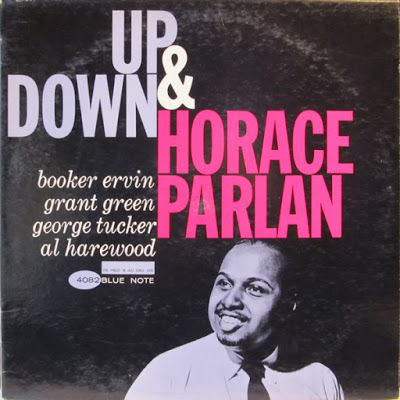 UP
&
DOWN
HORACE
PARLAN
booker ervin
grant green
george tucker
al harewood
4082 BLUE NOTE